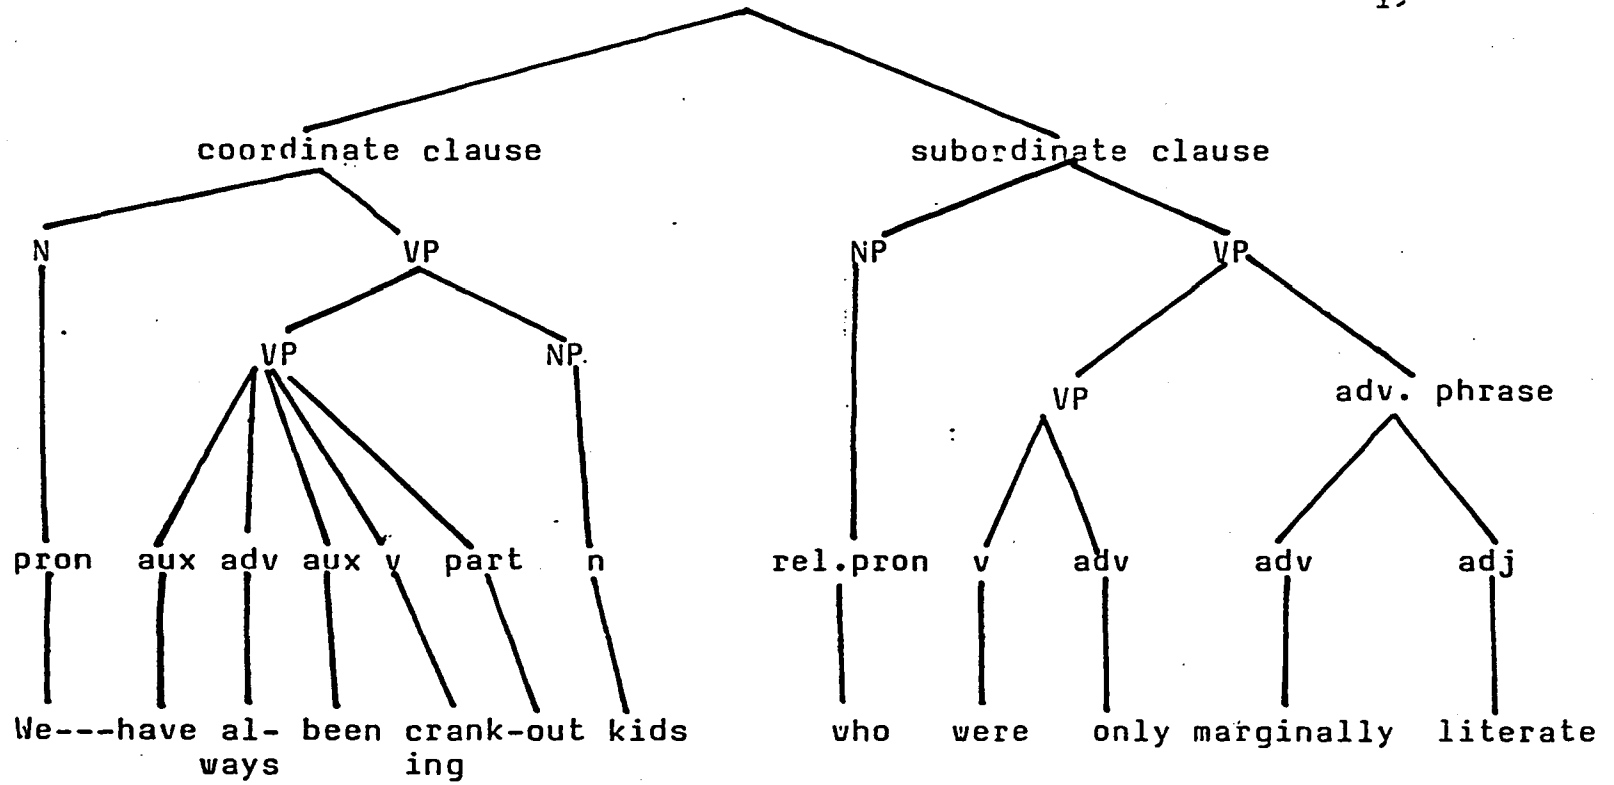 coordinate clause subordinate clause
N VP NP VP
VP NP VP adv. phrase
pron aux adv aux v part n rel.pron v adv adv adj
We---have al- been crank-out kids who were only marginally literate
ways ing